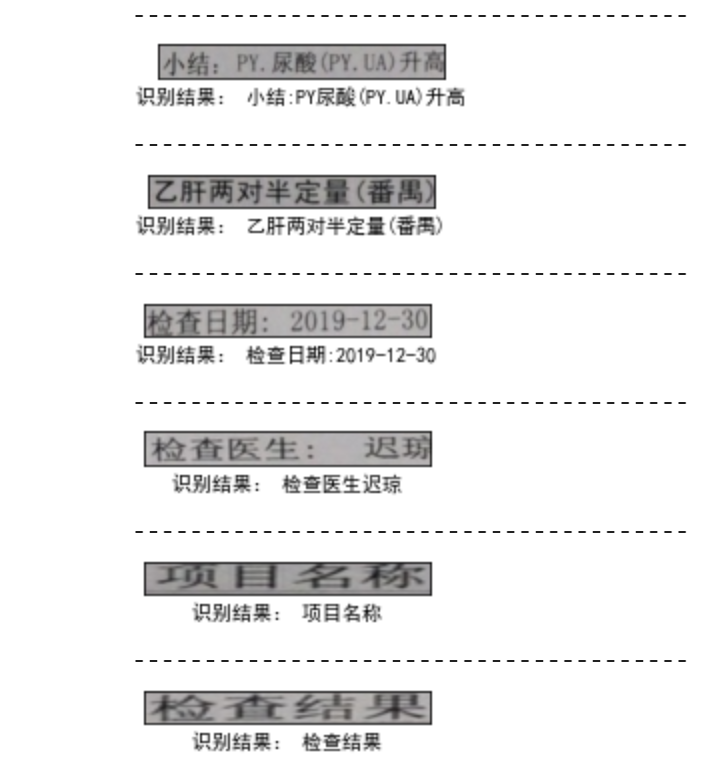 小结：PY.尿酸(PY.UA)升高
识别结果： 小结:PY尿酸(PY.UA)升高
乙肝两对半定量(番禺)
识别结果： 乙肝两对半定量(番禺)
检查日期: 2019-12-30
识别结果： 检查日期:2019-12-30
检查医生: 迟琼
识别结果： 检查医生迟琼
项目名称
识别结果： 项目名称
检查结果
识别结果： 检查结果